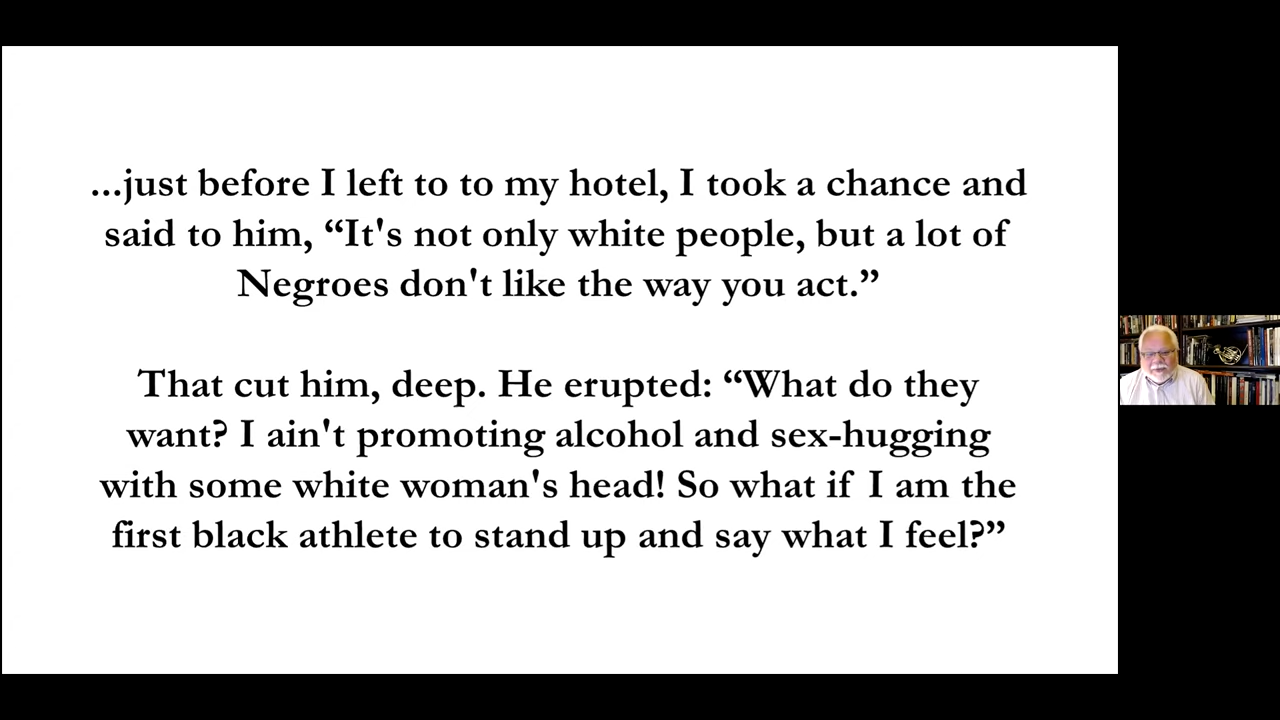 ...just before I left to to my hotel, I took a chance and
said to him, “It's not only white people, but a lot of
Negroes don't like the way you act.”
That cut him, deep. He erupted: “What do they
want? I ain't promoting alcohol and sex-hugging
with some white woman's head! So what if I am the
first black athlete to stand up and say what I feel?”